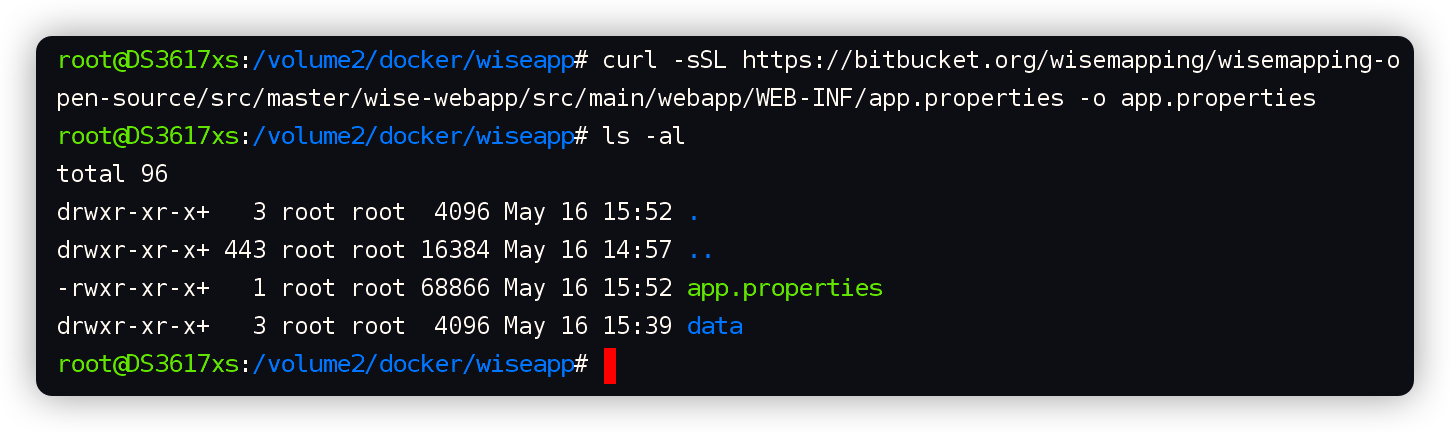 root@DS3617xs:/volume2/docker/wiseapp# curl -sSL https://bitbucket.org/wisemapping/wisemapping-o
pen-source/src/master/wise-webapp/src/main/webapp/WEB-INF/app.properties -o app.properties
root@DS3617xs:/volume2/docker/wiseapp# ls -al
total 96
drwxr-xr-x+   3 root root  4096 May 16 15:52 .
drwxr-xr-x+ 443 root root 16384 May 16 14:57 ..
-rwxr-xr-x+   1 root root 68866 May 16 15:52 app.properties
drwxr-xr-x+   3 root root  4096 May 16 15:39 data
root@DS3617xs:/volume2/docker/wiseapp#